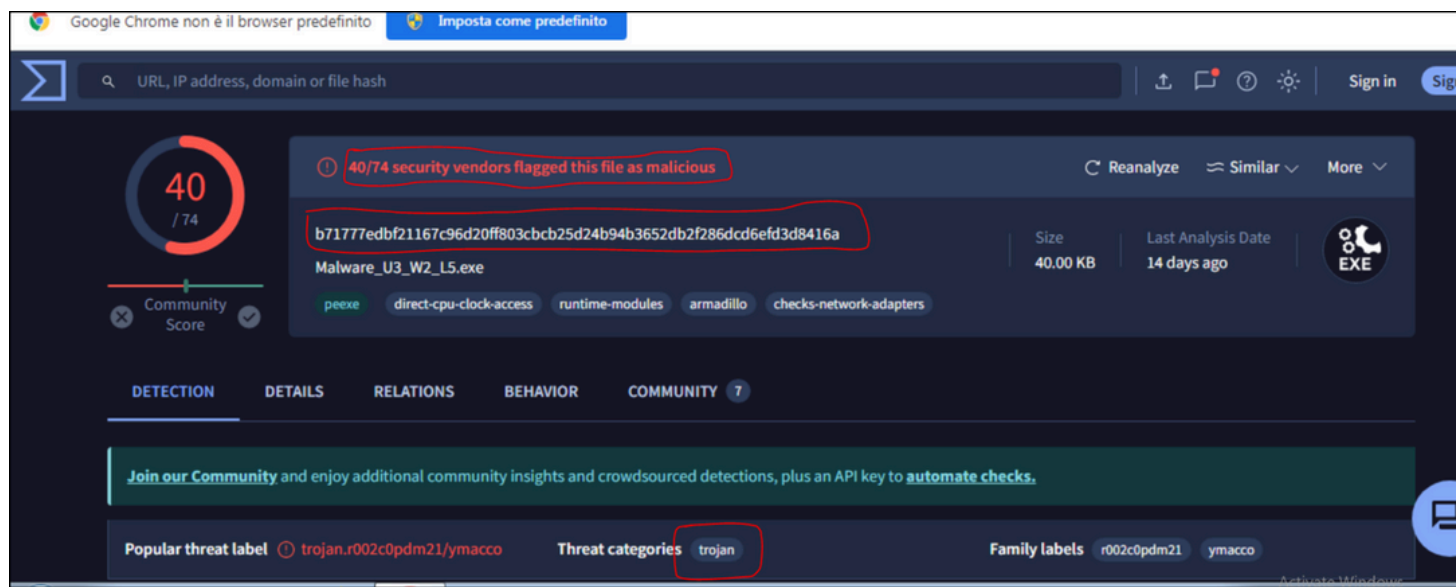 Google Chrome non è il browser predefinito Imposta come predefinito
URL, IP address, domain or file hash Sign in Sig
40 / 74
40/74 security vendors flagged this file as malicious Reanalyze Similar More
b71777edbf21167c96d20ff803cbcb25d24b94b3652db2f286dcd6efd3d8416a
Malware_U3_W2_L5.exe
Size
40.00 KB
Last Analysis Date
14 days ago
EXE
peexe direct-cpu-clock-access runtime-modules armadillo checks-network-adapters
Community
Score
DETECTION DETAILS RELATIONS BEHAVIOR COMMUNITY 7
Join our Community and enjoy additional community insights and crowdsourced detections, plus an API key to automate checks.
Popular threat label trojan.r002c0pdm21/ymacco Threat categories trojan Family labels r002c0pdm21 ymacco
Activate Windows